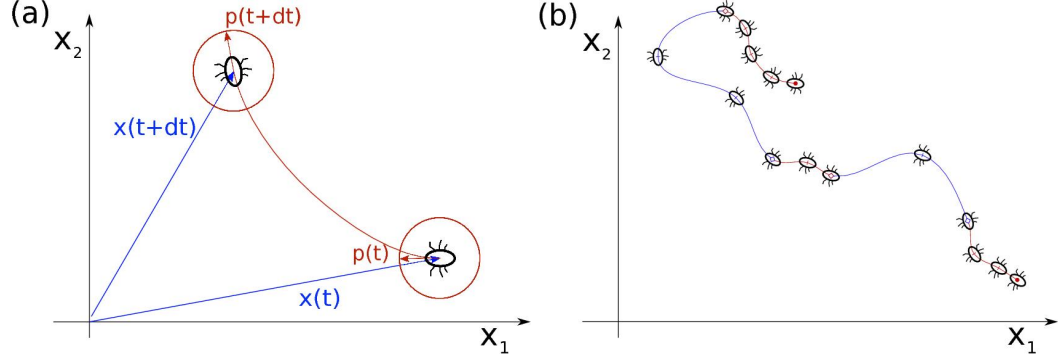 (a)
p(t+dt)
x₂
x(t+dt)
p(t)
x(t)
x₁
(b)
x₂
x₁